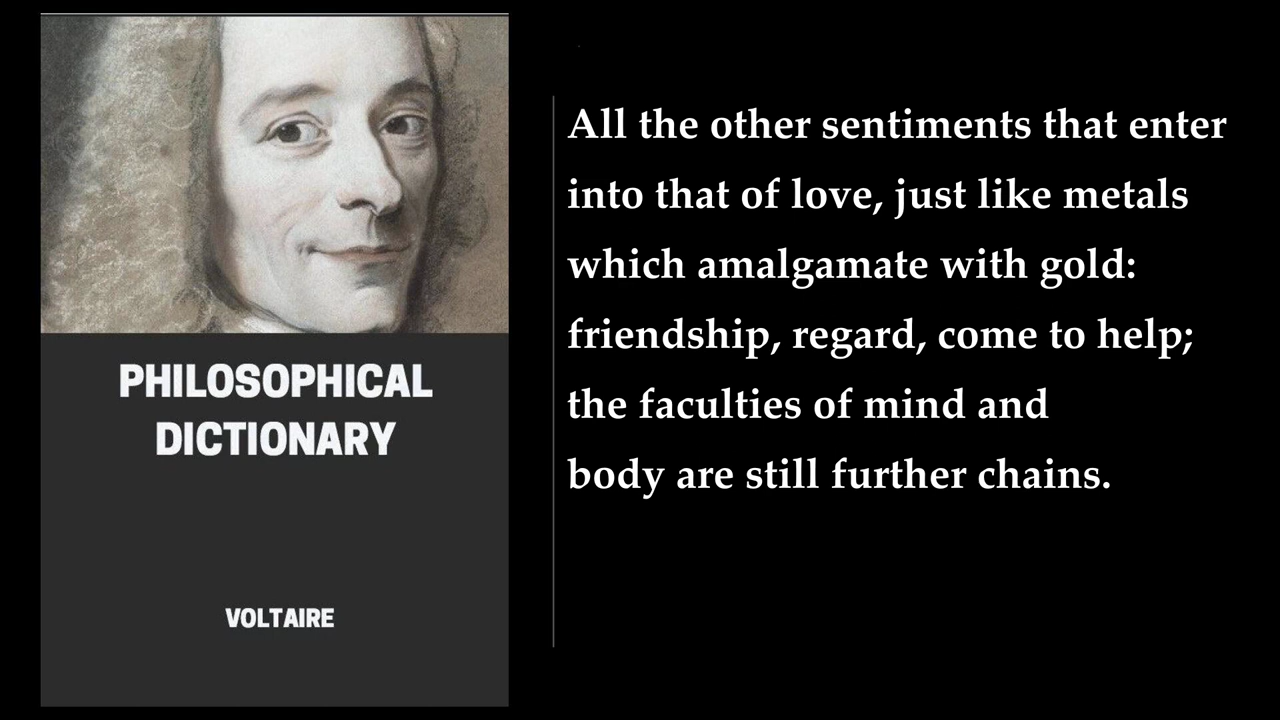 PHILOSOPHICAL
DICTIONARY
VOLTAIRE
All the other sentiments that enter
into that of love, just like metals
which amalgamate with gold:
friendship, regard, come to help;
the faculties of mind and
body are still further chains.